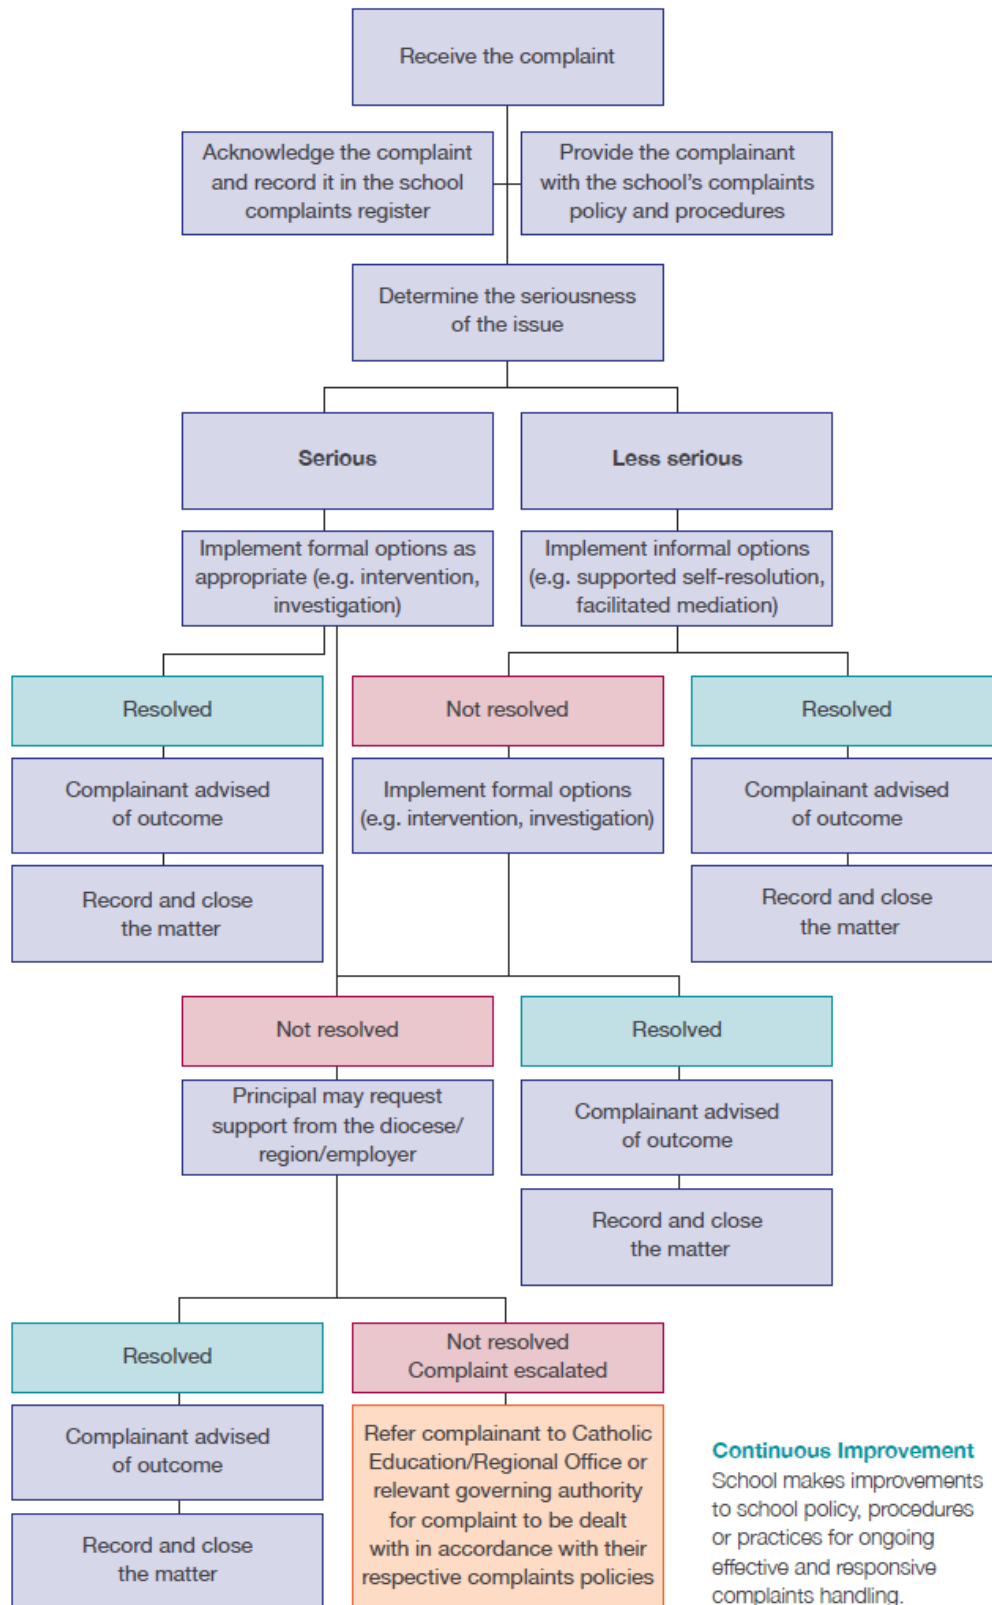 Receive the complaint
Acknowledge the complaint
and record it in the school
complaints register
Provide the complainant
with the school's complaints
policy and procedures
Determine the seriousness
of the issue
Serious
Less serious
Implement formal options as
appropriate (e.g. intervention,
investigation)
Implement informal options
(e.g. supported self-resolution,
facilitated mediation)
Resolved
Not resolved
Resolved
Complainant advised
of outcome
Implement formal options
(e.g. intervention, investigation)
Complainant advised
of outcome
Record and close
the matter
Record and close
the matter
Not resolved
Resolved
Principal may request
support from the diocese/
region/employer
Complainant advised
of outcome
Record and close
the matter
Resolved
Not resolved
Complaint escalated
Complainant advised
of outcome
Record and close
the matter
Refer complainant to Catholic
Education/Regional Office or
relevant governing authority
for complaint to be dealt
with in accordance with their
respective complaints policies
Continuous Improvement
School makes improvements
to school policy, procedures
or practices for ongoing
effective and responsive
complaints handling.